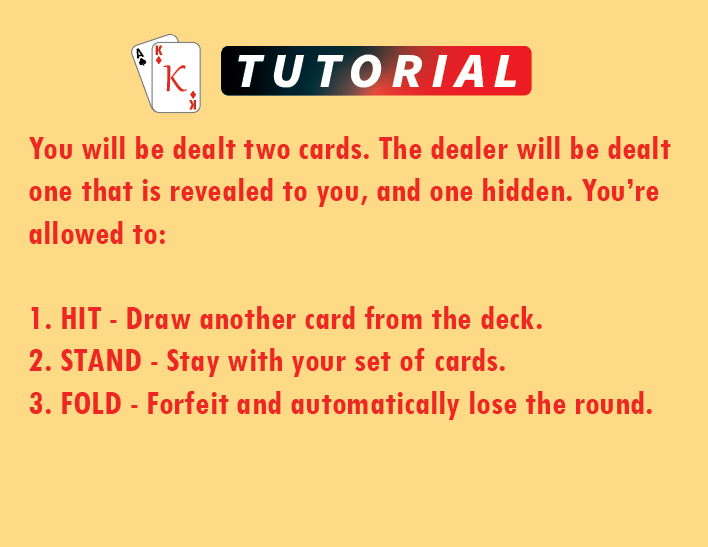 A
K
K
K
TUTORIAL
You will be dealt two cards. The dealer will be dealt
one that is revealed to you, and one hidden. You’re
allowed to:
1. HIT - Draw another card from the deck.
2. STAND - Stay with your set of cards.
3. FOLD - Forfeit and automatically lose the round.